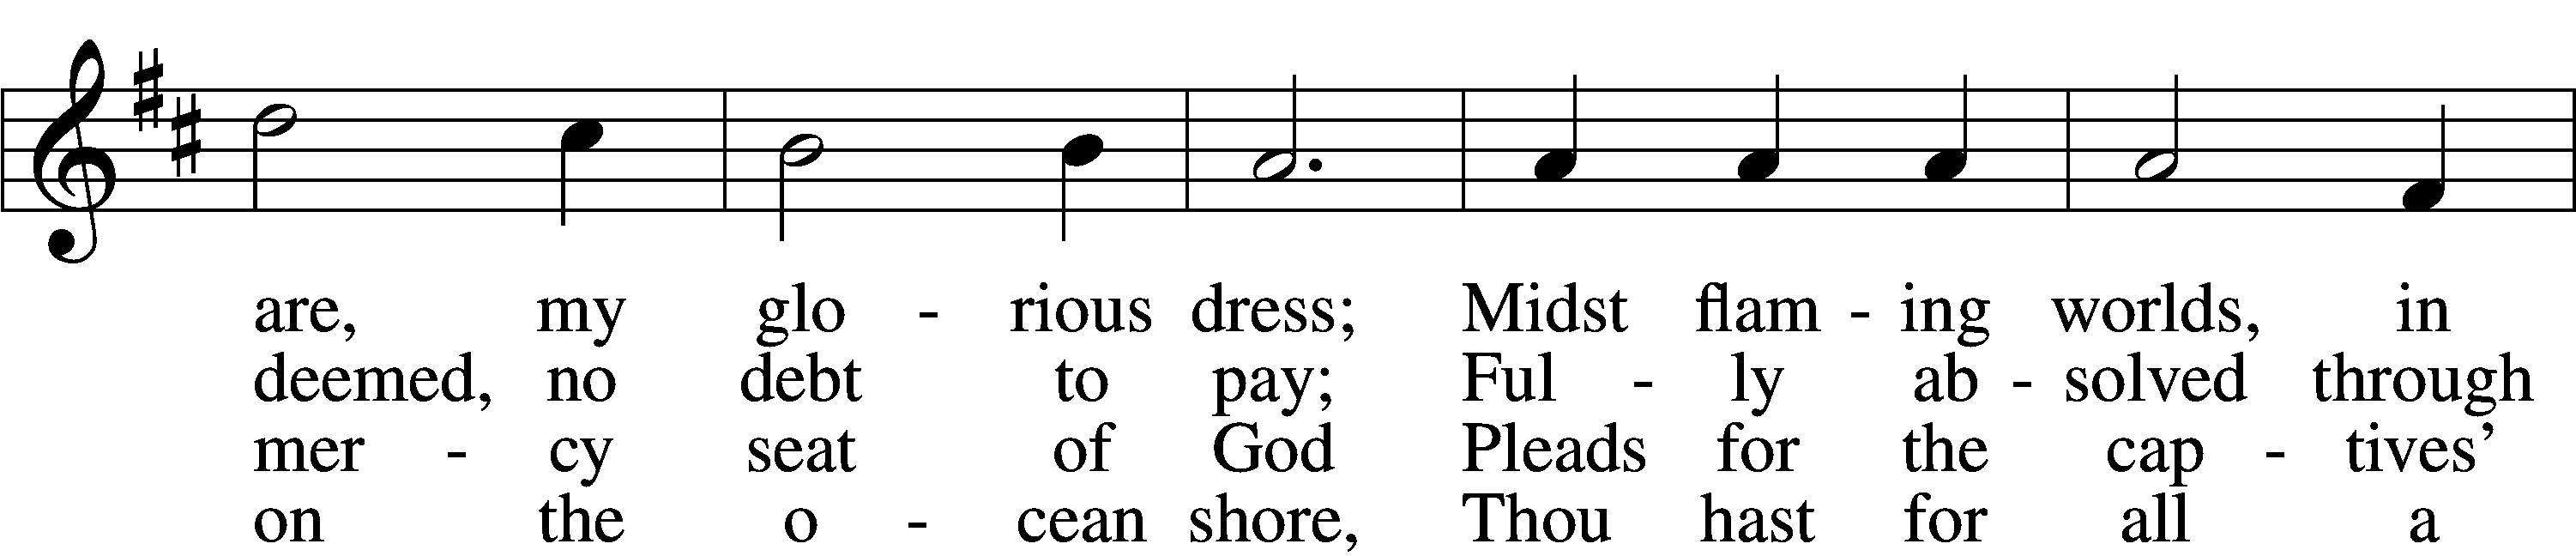 are, my glo - rious dress; Midst flam - ing worlds, in
deemed, no debt to pay; Ful - ly ab - solved through
mer - cy seat of God Pleads for the cap - tives’
on the o - cean shore, Thou hast for all a